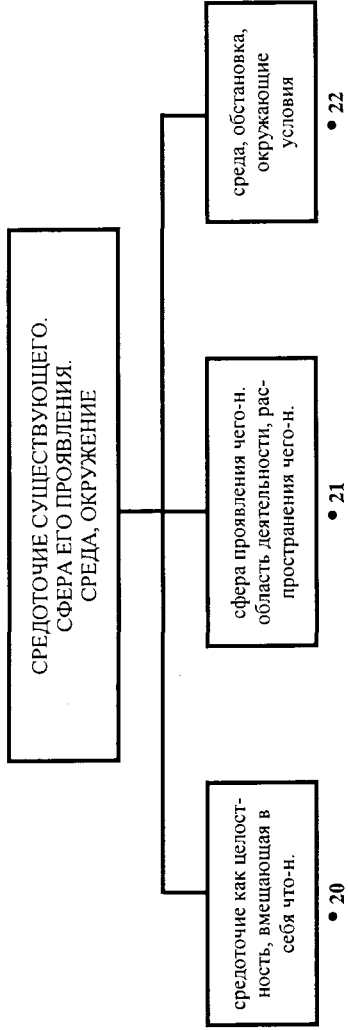 СРЕДОТОЧИЕ СУЩЕСТВУЮЩЕГО.
СФЕРА ЕГО ПРОЯВЛЕНИЯ.
СРЕДА, ОКРУЖЕНИЕ
средоточие как целост-
ность, вмещающая в
себя что-н.
• 20
сфера проявления чего-н.
область деятельности, рас-
пространения чего-н.
• 21
среда, обстановка,
окружающие
условия
• 22